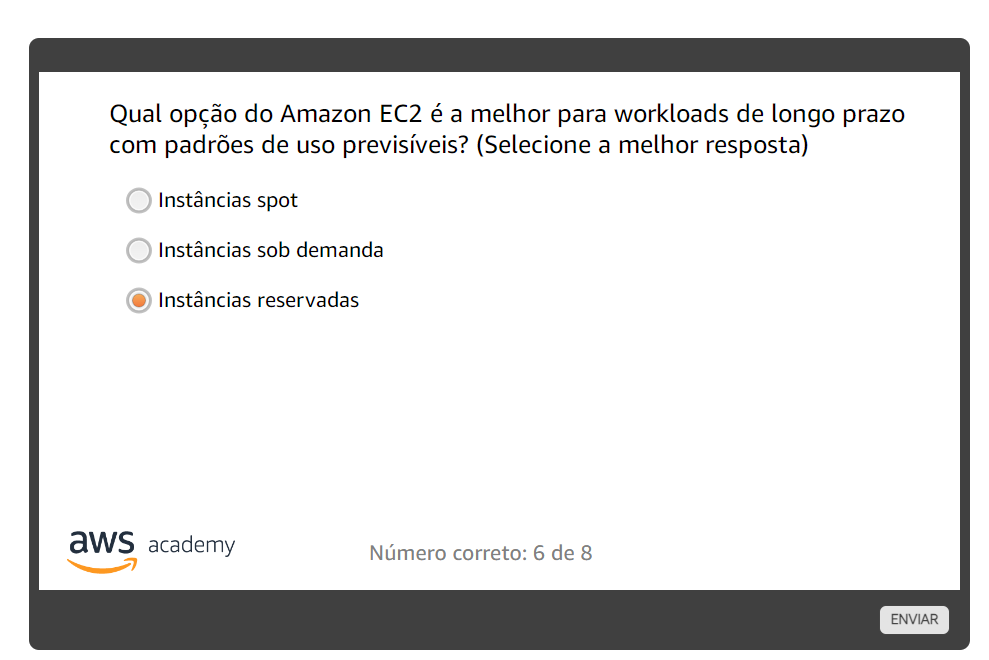 Qual opção do Amazon EC2 é a melhor para workloads de longo prazo
com padrões de uso previsíveis? (Selecione a melhor resposta)
Instâncias spot
Instâncias sob demanda
Instâncias reservadas
aws academy
Número correto: 6 de 8
ENVIAR